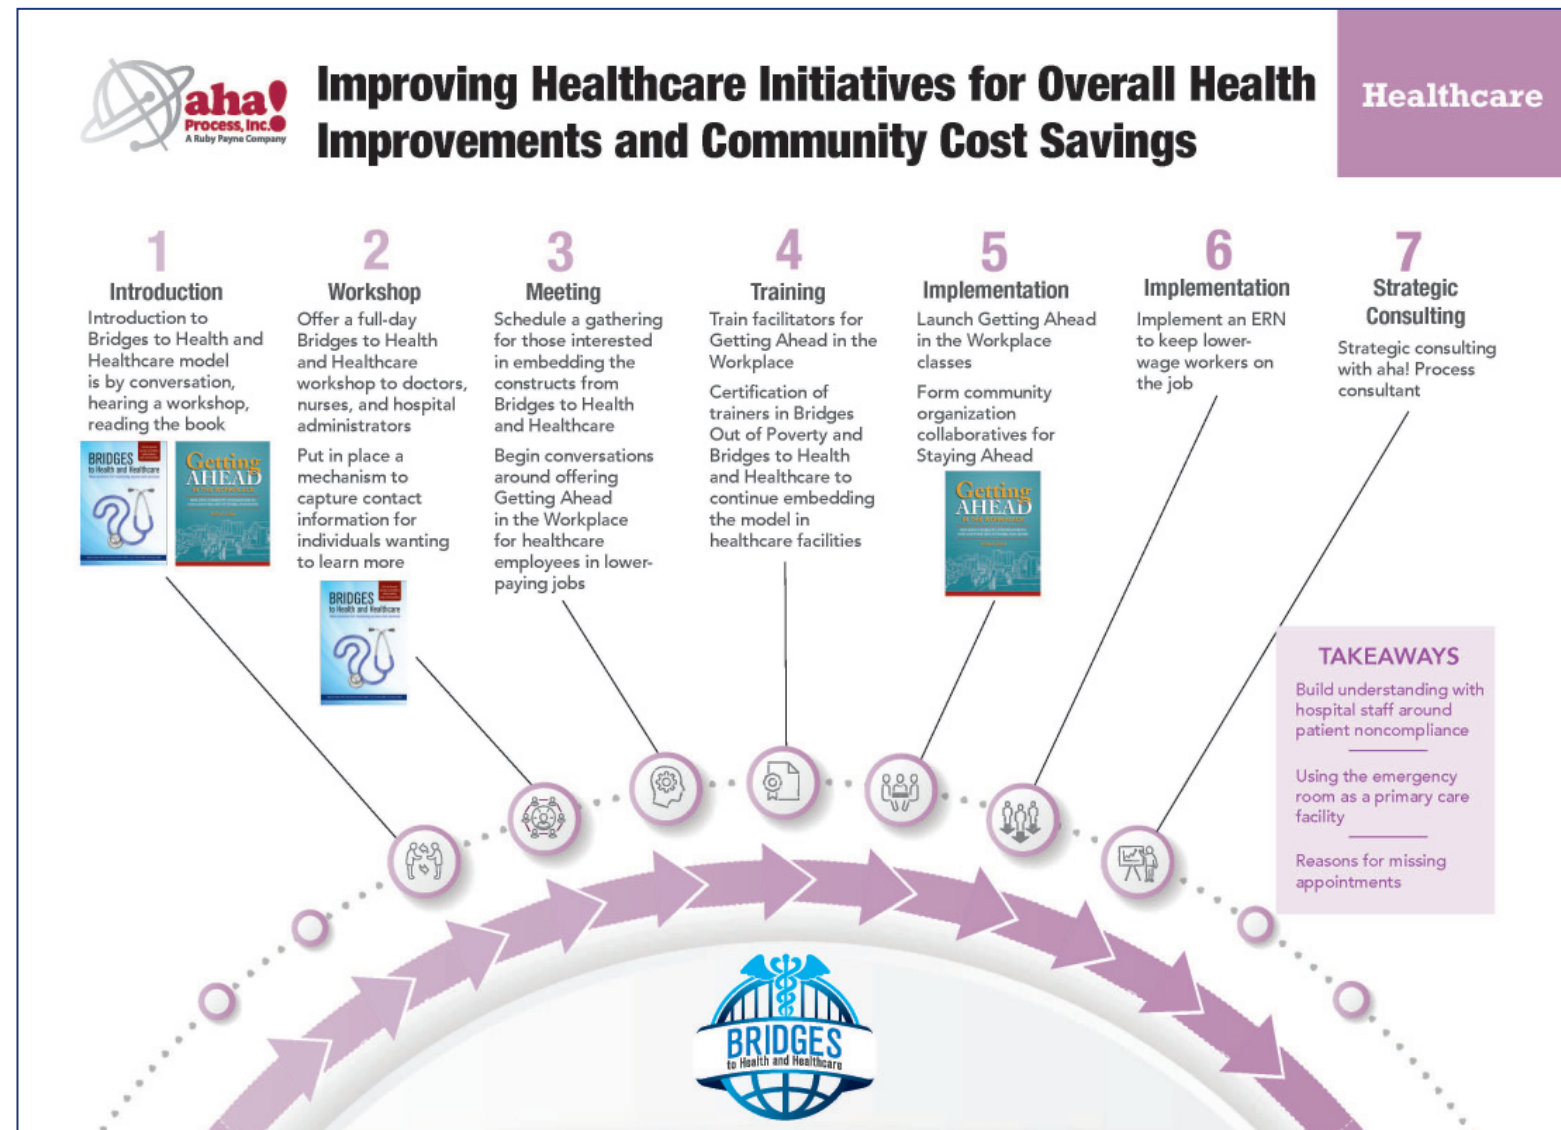 aha!
Process, Inc.
A Ruby Payne Company
Improving Healthcare Initiatives for Overall Health
Improvements and Community Cost Savings
Healthcare
1
Introduction
Introduction to
Bridges to Health and
Healthcare model
is by conversation,
hearing a workshop,
reading the book
BRIDGES
to Health and Healthcare
Getting
AHEAD
IN THE WORKPLACE
2
Workshop
Offer a full-day
Bridges to Health
and Healthcare
workshop to doctors,
nurses, and hospital
administrators
Put in place a
mechanism to
capture contact
information for
individuals wanting
to learn more
BRIDGES
to Health and Healthcare
3
Meeting
Schedule a gathering
for those interested
in embedding the
constructs from
Bridges to Health
and Healthcare
Begin conversations
around offering
Getting Ahead
in the Workplace
for healthcare
employees in lower-
paying jobs
4
Training
Train facilitators for
Getting Ahead in the
Workplace
Certification of
trainers in Bridges
Out of Poverty and
Bridges to Health
and Healthcare to
continue embedding
the model in
healthcare facilities
5
Implementation
Launch Getting Ahead
in the Workplace
classes
Form community
organization
collaboratives for
Staying Ahead
Getting
AHEAD
IN THE WORKPLACE
6
Implementation
Implement an ERN
to keep lower-
wage workers on
the job
7
Strategic
Consulting
Strategic consulting
with aha! Process
consultant
TAKEAWAYS
Build understanding with
hospital staff around
patient noncompliance
Using the emergency
room as a primary care
facility
Reasons for missing
appointments
BRIDGES
to Health and Healthcare